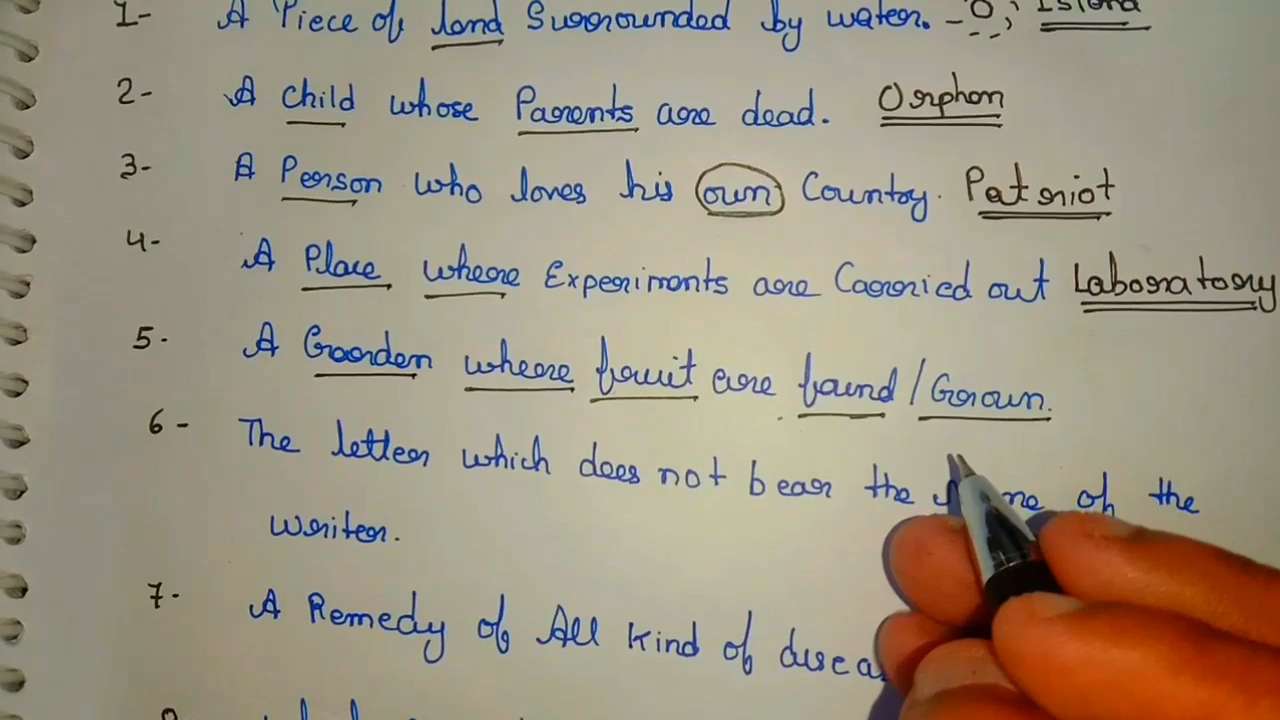 1- A Piece of land Surrounded by water. - Island
2- A child whose Parents are dead. Orphan
3- A Person who loves his own Country. Patriot
4- A Place where Experiments are Carried out Laboratory
5- A Garden where fruit are found/Grown.
6- The letter which does not bear the of the
writer.
7- A Remedy of All kind of